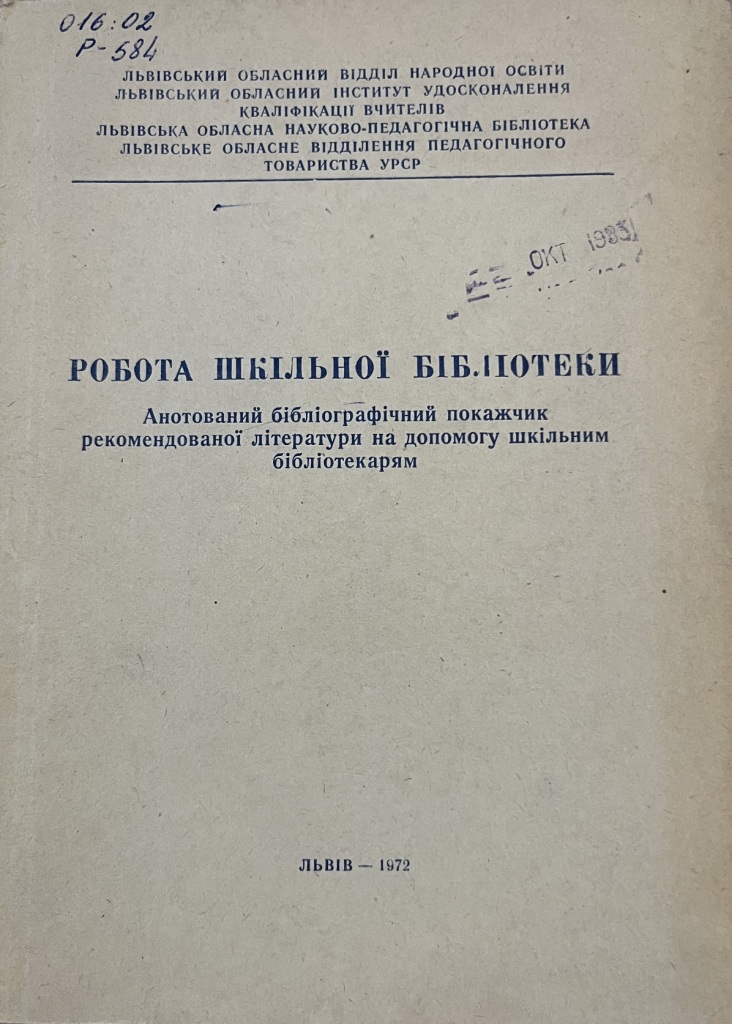 016:02
Р-584
ЛЬВІВСЬКИЙ ОБЛАСНИЙ ВІДДІЛ НАРОДНОЇ ОСВІТИ
ЛЬВІВСЬКИЙ ОБЛАСНИЙ ІНСТИТУТ УДОСКОНАЛЕННЯ
КВАЛІФІКАЦІЇ ВЧИТЕЛІВ
ЛЬВІВСЬКА ОБЛАСНА НАУКОВО-ПЕДАГОГІЧНА БІБЛІОТЕКА
ЛЬВІВСЬКЕ ОБЛАСНЕ ВІДДІЛЕННЯ ПЕДАГОГІЧНОГО
ТОВАРИСТВА УРСР
ОКТ 1983
РОБОТА ШКІЛЬНОЇ БІБЛІОТЕКИ
Анотований бібліографічний покажчик
рекомендованої літератури на допомогу шкільним
бібліотекарям
ЛЬВІВ — 1972